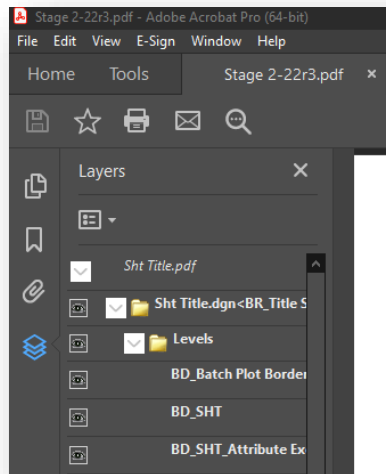 Stage 2-22r3.pdf - Adobe Acrobat Pro (64-bit)
File Edit View E-Sign Window Help
Home Tools Stage 2-22r3.pdf ×
Layers ×
Sht Title.pdf
Sht Title.dgn<BR_Title S
Levels
BD_Batch Plot Border
BD_SHT
BD_SHT_Attribute Ex